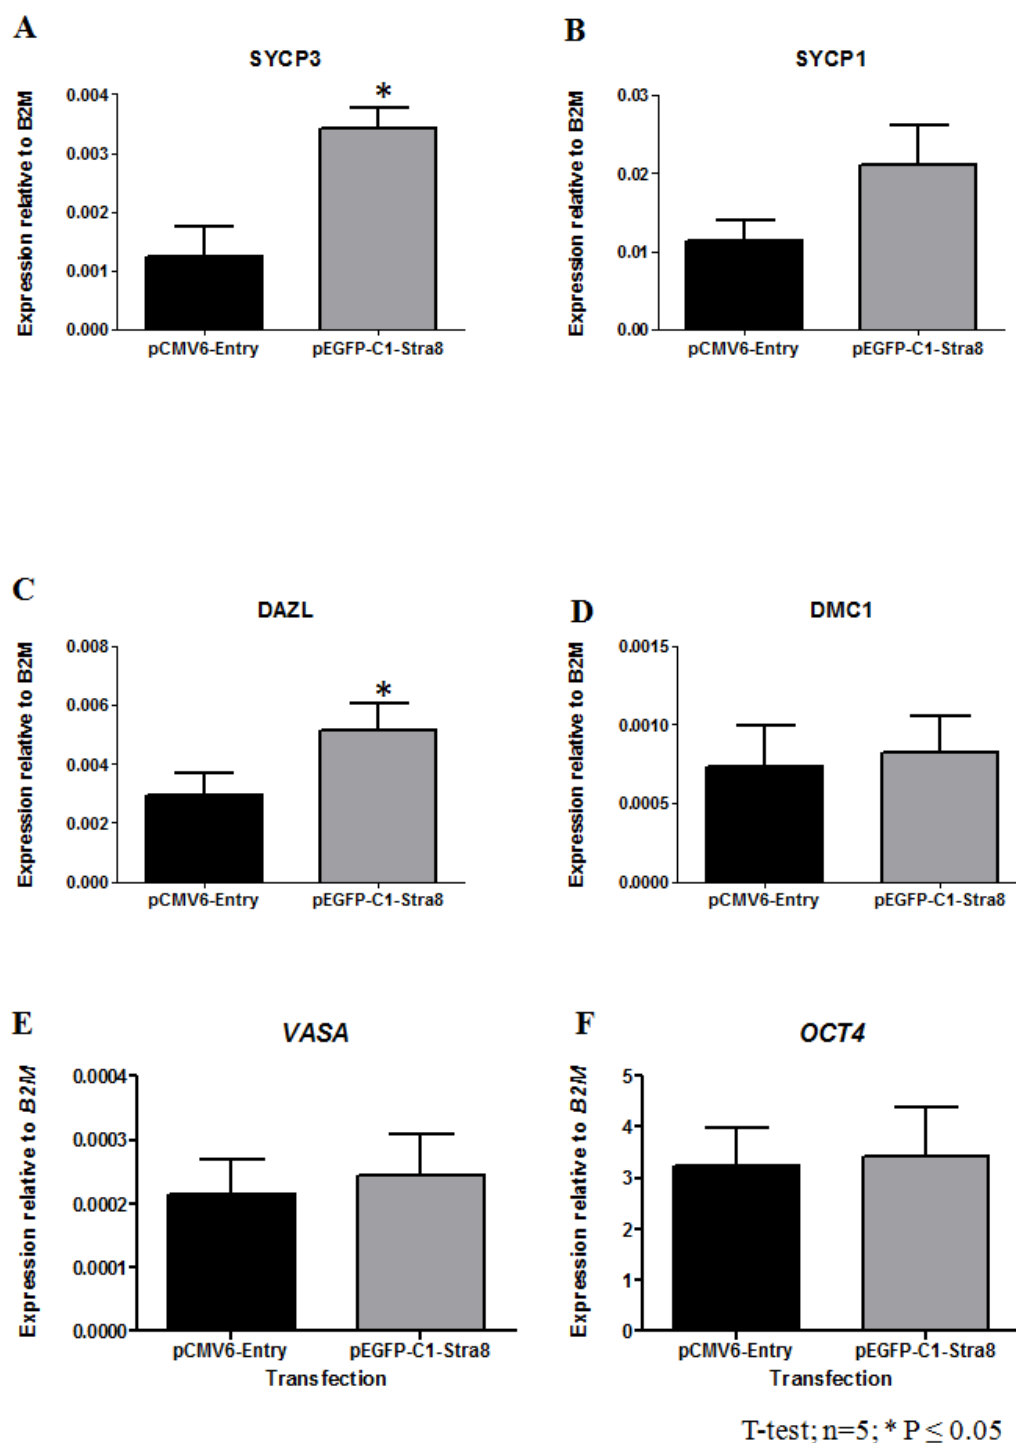 A
SYCP3
Expression relative to B2M
0.004
0.003
0.002
0.001
0.000
*
pCMV6-Entry pEGFP-C1-Stra8
B
SYCP1
Expression relative to B2M
0.03
0.02
0.01
0.00
pCMV6-Entry pEGFP-C1-Stra8
C
DAZL
Expression relative to B2M
0.008
0.006
0.004
0.002
0.000
*
pCMV6-Entry pEGFP-C1-Stra8
D
DMC1
Expression relative to B2M
0.0015
0.0010
0.0005
0.0000
pCMV6-Entry pEGFP-C1-Stra8
E
VASA
Expression relative to B2M
0.0004
0.0003
0.0002
0.0001
0.0000
pCMV6-Entry pEGFP-C1-Stra8
Transfection
F
OCT4
Expression relative to B2M
5
4
3
2
1
0
pCMV6-Entry pEGFP-C1-Stra8
Transfection
T-test; n=5; * P ≤ 0.05